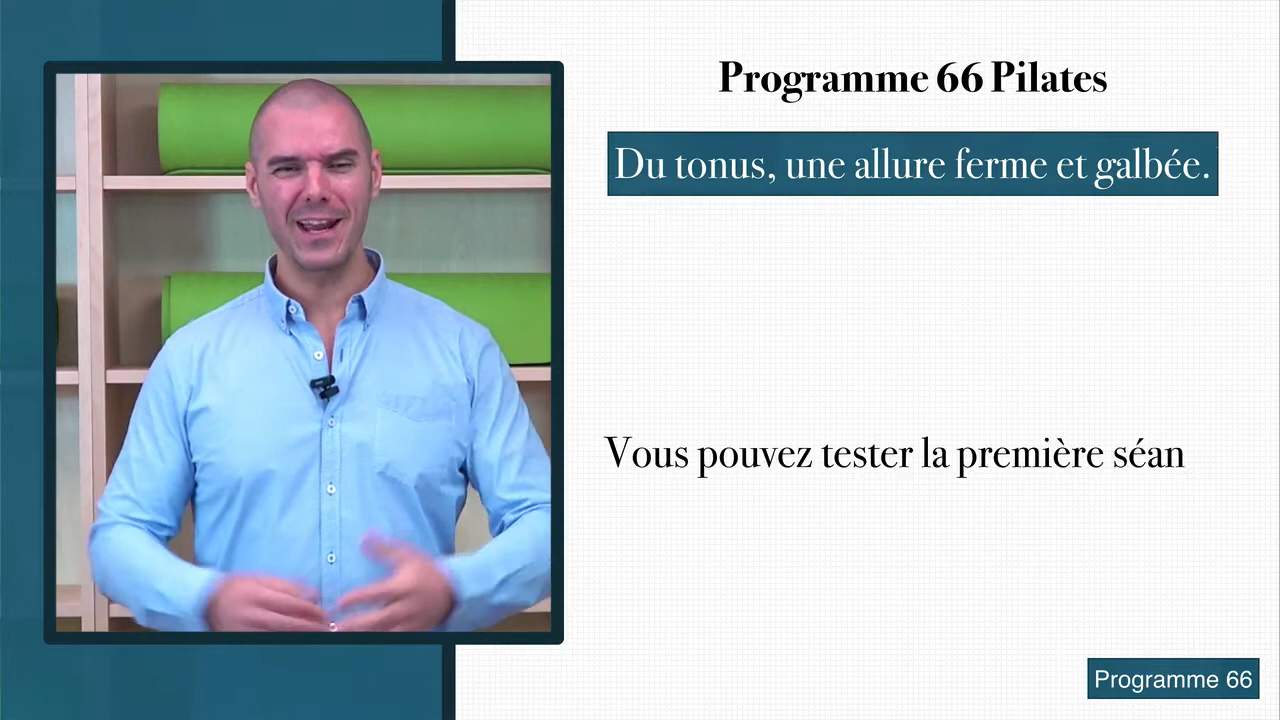 Programme 66 Pilates
Du tonus, une allure ferme et galbée.
Vous pouvez tester la première séan
Programme 66